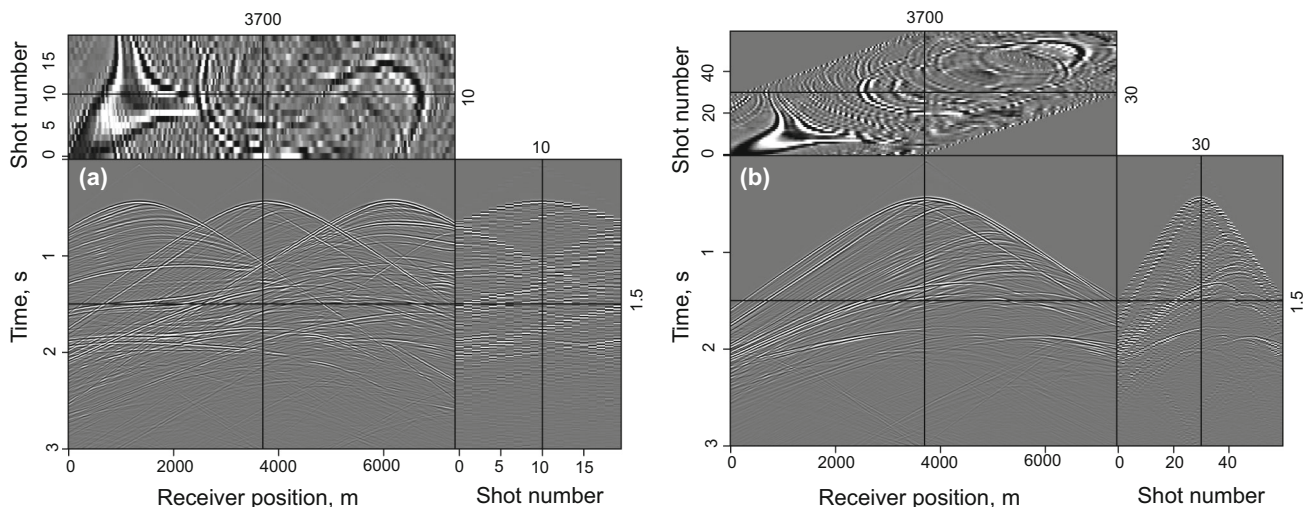 3700
Shot number
0 5 10 15
10
10
(a)
Time, s
1 2 3
1.5
0 2000 4000 6000 0 5 10 15
Receiver position, m Shot number
3700
Shot number
0 20 40
30
30
(b)
Time, s
1 2 3
1.5
0 2000 4000 6000 0 20 40
Receiver position, m Shot number